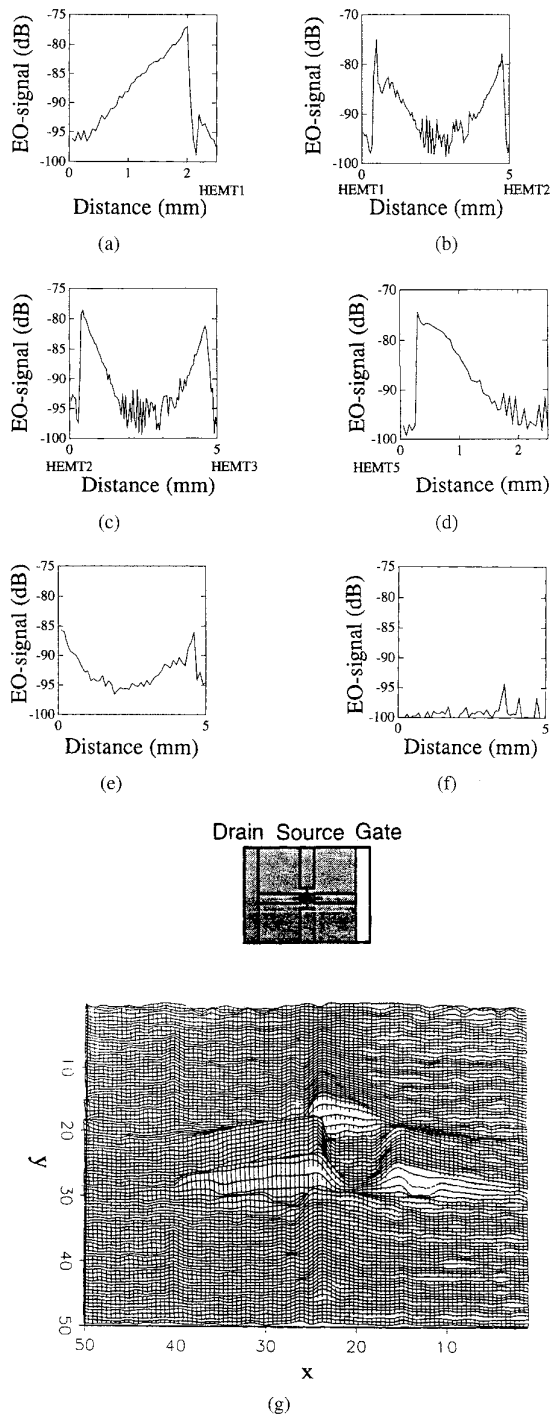 EO-signal (dB)
-75
-80
-85
-90
-95
-100
0
1
2
HEMT1
Distance (mm)
(a)
EO-signal (dB)
-70
-80
-90
-100
0
5
HEMT1
HEMT2
Distance (mm)
(b)
EO-signal (dB)
-75
-80
-85
-90
-95
-100
0
5
HEMT2
HEMT3
Distance (mm)
(c)
EO-signal (dB)
-70
-80
-90
-100
0
1
2
HEMT5
Distance (mm)
(d)
EO-signal (dB)
-75
-80
-85
-90
-95
-100
0
5
Distance (mm)
(e)
EO-signal (dB)
-75
-80
-85
-90
-95
-100
0
5
Distance (mm)
(f)
Drain Source Gate
y
10
20
30
40
50
50
40
30
20
10
x
(g)